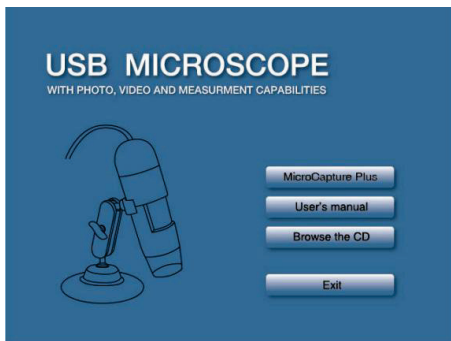 USB MICROSCOPE
WITH PHOTO, VIDEO AND MEASURMENT CAPABILITIES
MicroCapture Plus
User's manual
Browse the CD
Exit